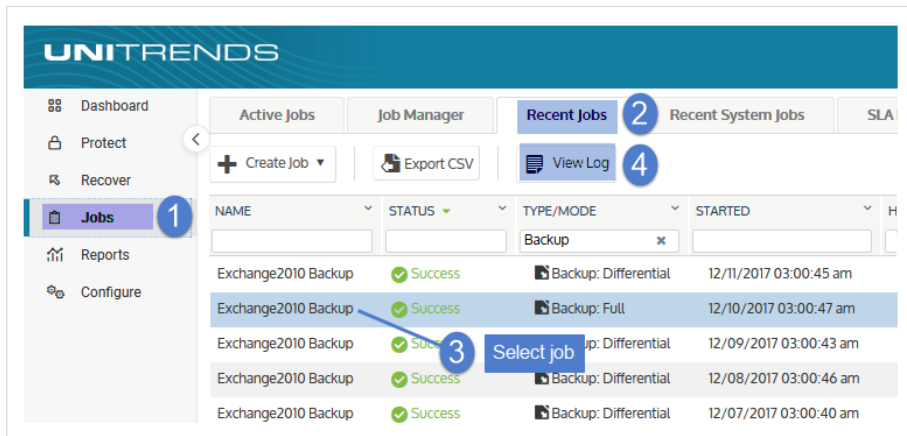 UNITRENDS
Dashboard
Protect
Recover
1
Jobs
Reports
Configure
Active Jobs Job Manager Recent Jobs 2 Recent System Jobs SLA
Create Job Export CSV View Log 4
NAME STATUS TYPE/MODE STARTED H
Backup
Exchange2010 Backup Success Backup: Differential 12/11/2017 03:00:45 am
Exchange2010 Backup Success Backup: Full 12/10/2017 03:00:47 am
Exchange2010 Backup Succ 3 Select job Backup: Differential 12/09/2017 03:00:43 am
Exchange2010 Backup Success Backup: Differential 12/08/2017 03:00:46 am
Exchange2010 Backup Success Backup: Differential 12/07/2017 03:00:40 am